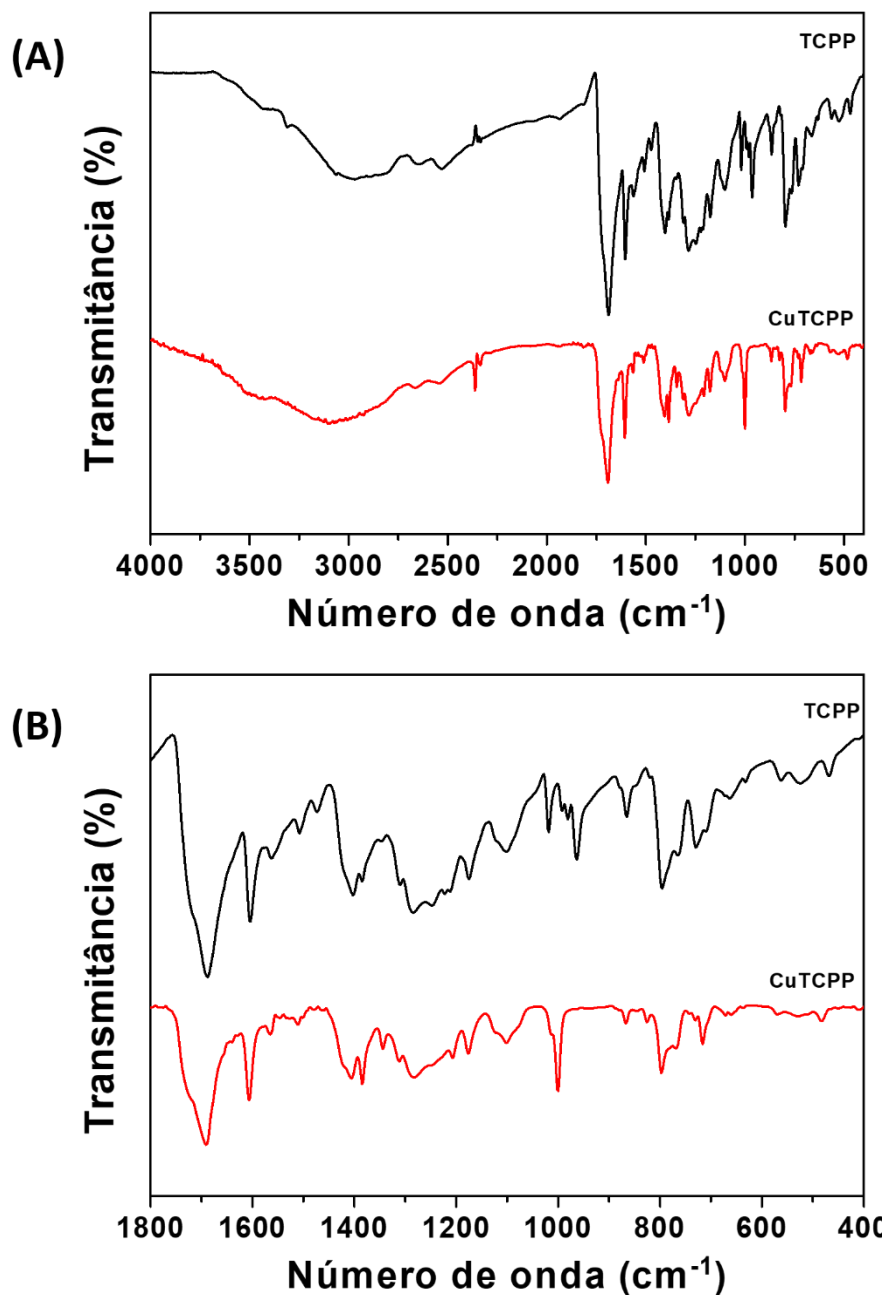 (A)
TCPP
CuTCPP
Transmitância (%)
4000 3500 3000 2500 2000 1500 1000 500
Número de onda (cm⁻¹)
(B)
TCPP
CuTCPP
Transmitância (%)
1800 1600 1400 1200 1000 800 600 400
Número de onda (cm⁻¹)